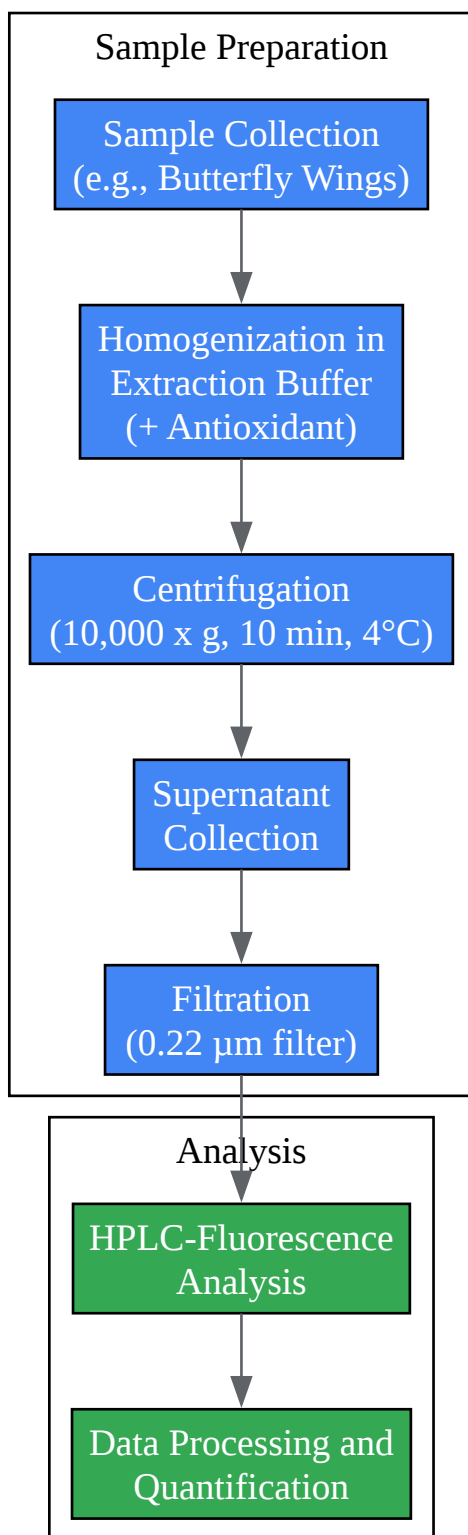 Sample Preparation
Sample Collection
(e.g., Butterfly Wings)
Homogenization in
Extraction Buffer
(+ Antioxidant)
Centrifugation
(10,000 x g, 10 min, 4°C)
Supernatant
Collection
Filtration
(0.22 µm filter)
Analysis
HPLC-Fluorescence
Analysis
Data Processing and
Quantification